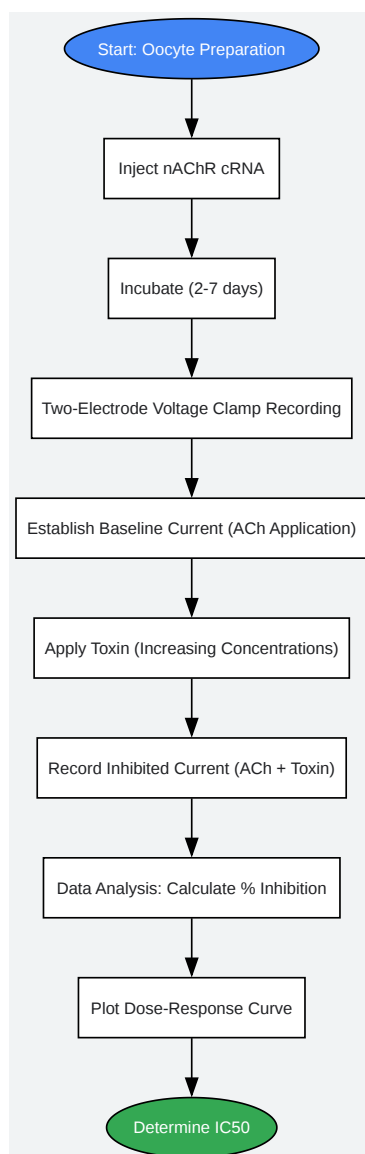 Start: Oocyte Preparation
Inject nAChR cRNA
Incubate (2-7 days)
Two-Electrode Voltage Clamp Recording
Establish Baseline Current (ACh Application)
Apply Toxin (Increasing Concentrations)
Record Inhibited Current (ACh + Toxin)
Data Analysis: Calculate % Inhibition
Plot Dose-Response Curve
Determine IC50